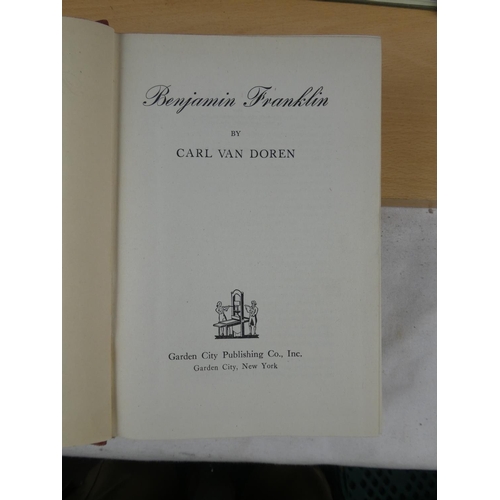 Benjamin Franklin
BY
CARL VAN DOREN
Garden City Publishing Co., Inc.
Garden City, New York